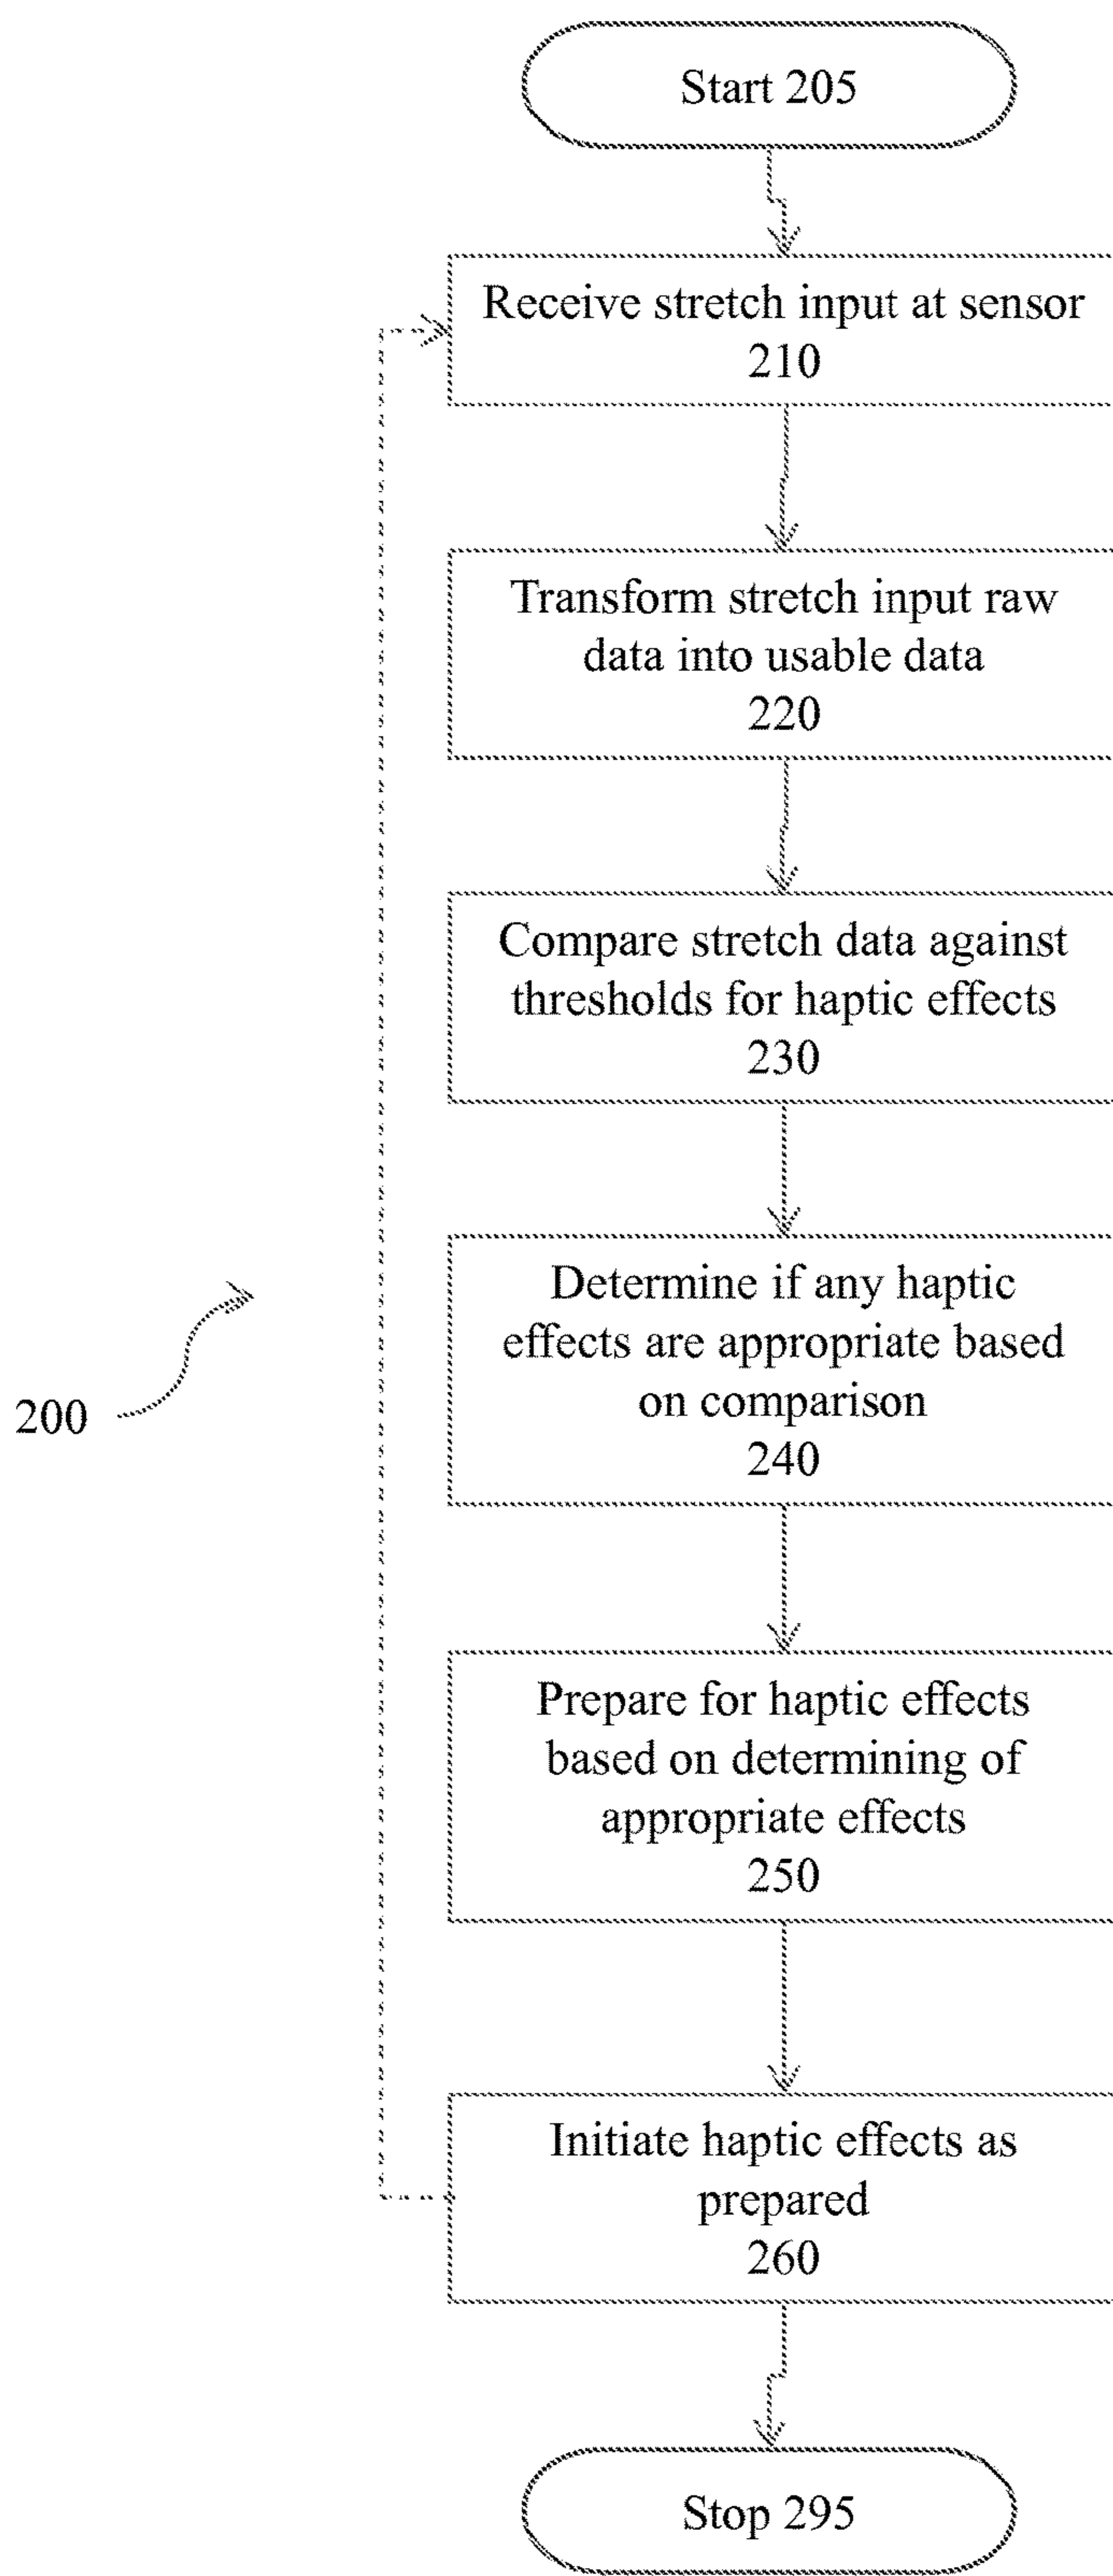 Start 205
Receive stretch input at sensor
210
Transform stretch input raw
data into usable data
220
Compare stretch data against
thresholds for haptic effects
230
Determine if any haptic
effects are appropriate based
on comparison
240
200
Prepare for haptic effects
based on determining of
appropriate effects
250
Initiate haptic effects as
prepared
260
Stop 295